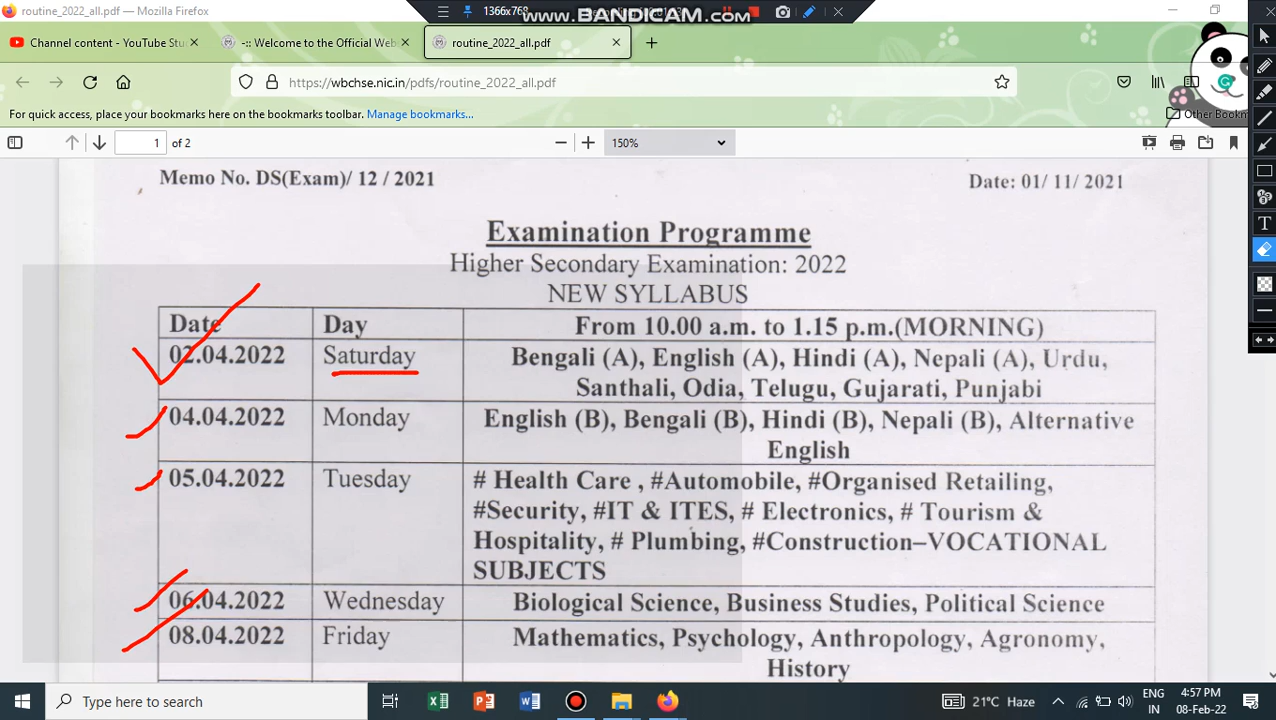 routine_2022_all.pdf — Mozilla Firefox
1366x768
www.BANDICAM.com
Channel content - YouTube Stu
-:: Welcome to the Official Web
routine_2022_all.pdf
https://wbchse.nic.in/pdfs/routine_2022_all.pdf
For quick access, place your bookmarks here on the bookmarks toolbar. Manage bookmarks...
Other Bookm
1 of 2
150%
Memo No. DS(Exam)/ 12 / 2021
Date: 01/ 11/ 2021
Examination Programme
Higher Secondary Examination: 2022
NEW SYLLABUS
Date Day From 10.00 a.m. to 1.15 p.m.(MORNING)
02.04.2022 Saturday Bengali (A), English (A), Hindi (A), Nepali (A), Urdu,
Santhali, Odia, Telugu, Gujarati, Punjabi
04.04.2022 Monday English (B), Bengali (B), Hindi (B), Nepali (B), Alternative
English
05.04.2022 Tuesday # Health Care , #Automobile, #Organised Retailing,
#Security, #IT & ITES, # Electronics, # Tourism &
Hospitality, # Plumbing, #Construction–VOCATIONAL
SUBJECTS
06.04.2022 Wednesday Biological Science, Business Studies, Political Science
08.04.2022 Friday Mathematics, Psychology, Anthropology, Agronomy,
History
Type here to search
21°C Haze
ENG
IN
4:57 PM
08-Feb-22